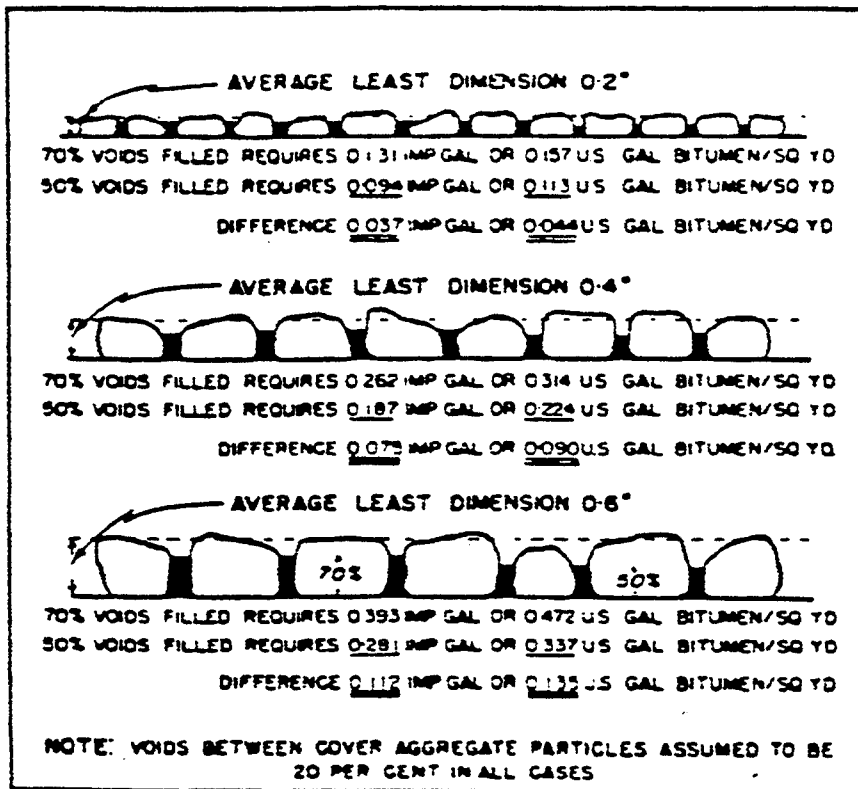 AVERAGE LEAST DIMENSION 0·2"
70% VOIDS FILLED REQUIRES 0·131 IMP GAL OR 0·157 US GAL BITUMEN/SQ YD
50% VOIDS FILLED REQUIRES 0·094 IMP GAL OR 0·113 US GAL BITUMEN/SQ YD
DIFFERENCE 0·037 IMP GAL OR 0·044 US GAL BITUMEN/SQ YD
AVERAGE LEAST DIMENSION 0·4"
70% VOIDS FILLED REQUIRES 0·262 IMP GAL OR 0·314 US GAL BITUMEN/SQ YD
50% VOIDS FILLED REQUIRES 0·187 IMP GAL OR 0·224 US GAL BITUMEN/SQ YD
DIFFERENCE 0·075 IMP GAL OR 0·090 US GAL BITUMEN/SQ YD
AVERAGE LEAST DIMENSION 0·6"
70%
50%
70% VOIDS FILLED REQUIRES 0·393 IMP GAL OR 0·472 US GAL BITUMEN/SQ YD
50% VOIDS FILLED REQUIRES 0·281 IMP GAL OR 0·337 US GAL BITUMEN/SQ YD
DIFFERENCE 0·112 IMP GAL OR 0·135 US GAL BITUMEN/SQ YD
NOTE: VOIDS BETWEEN COVER AGGREGATE PARTICLES ASSUMED TO BE
20 PER CENT IN ALL CASES